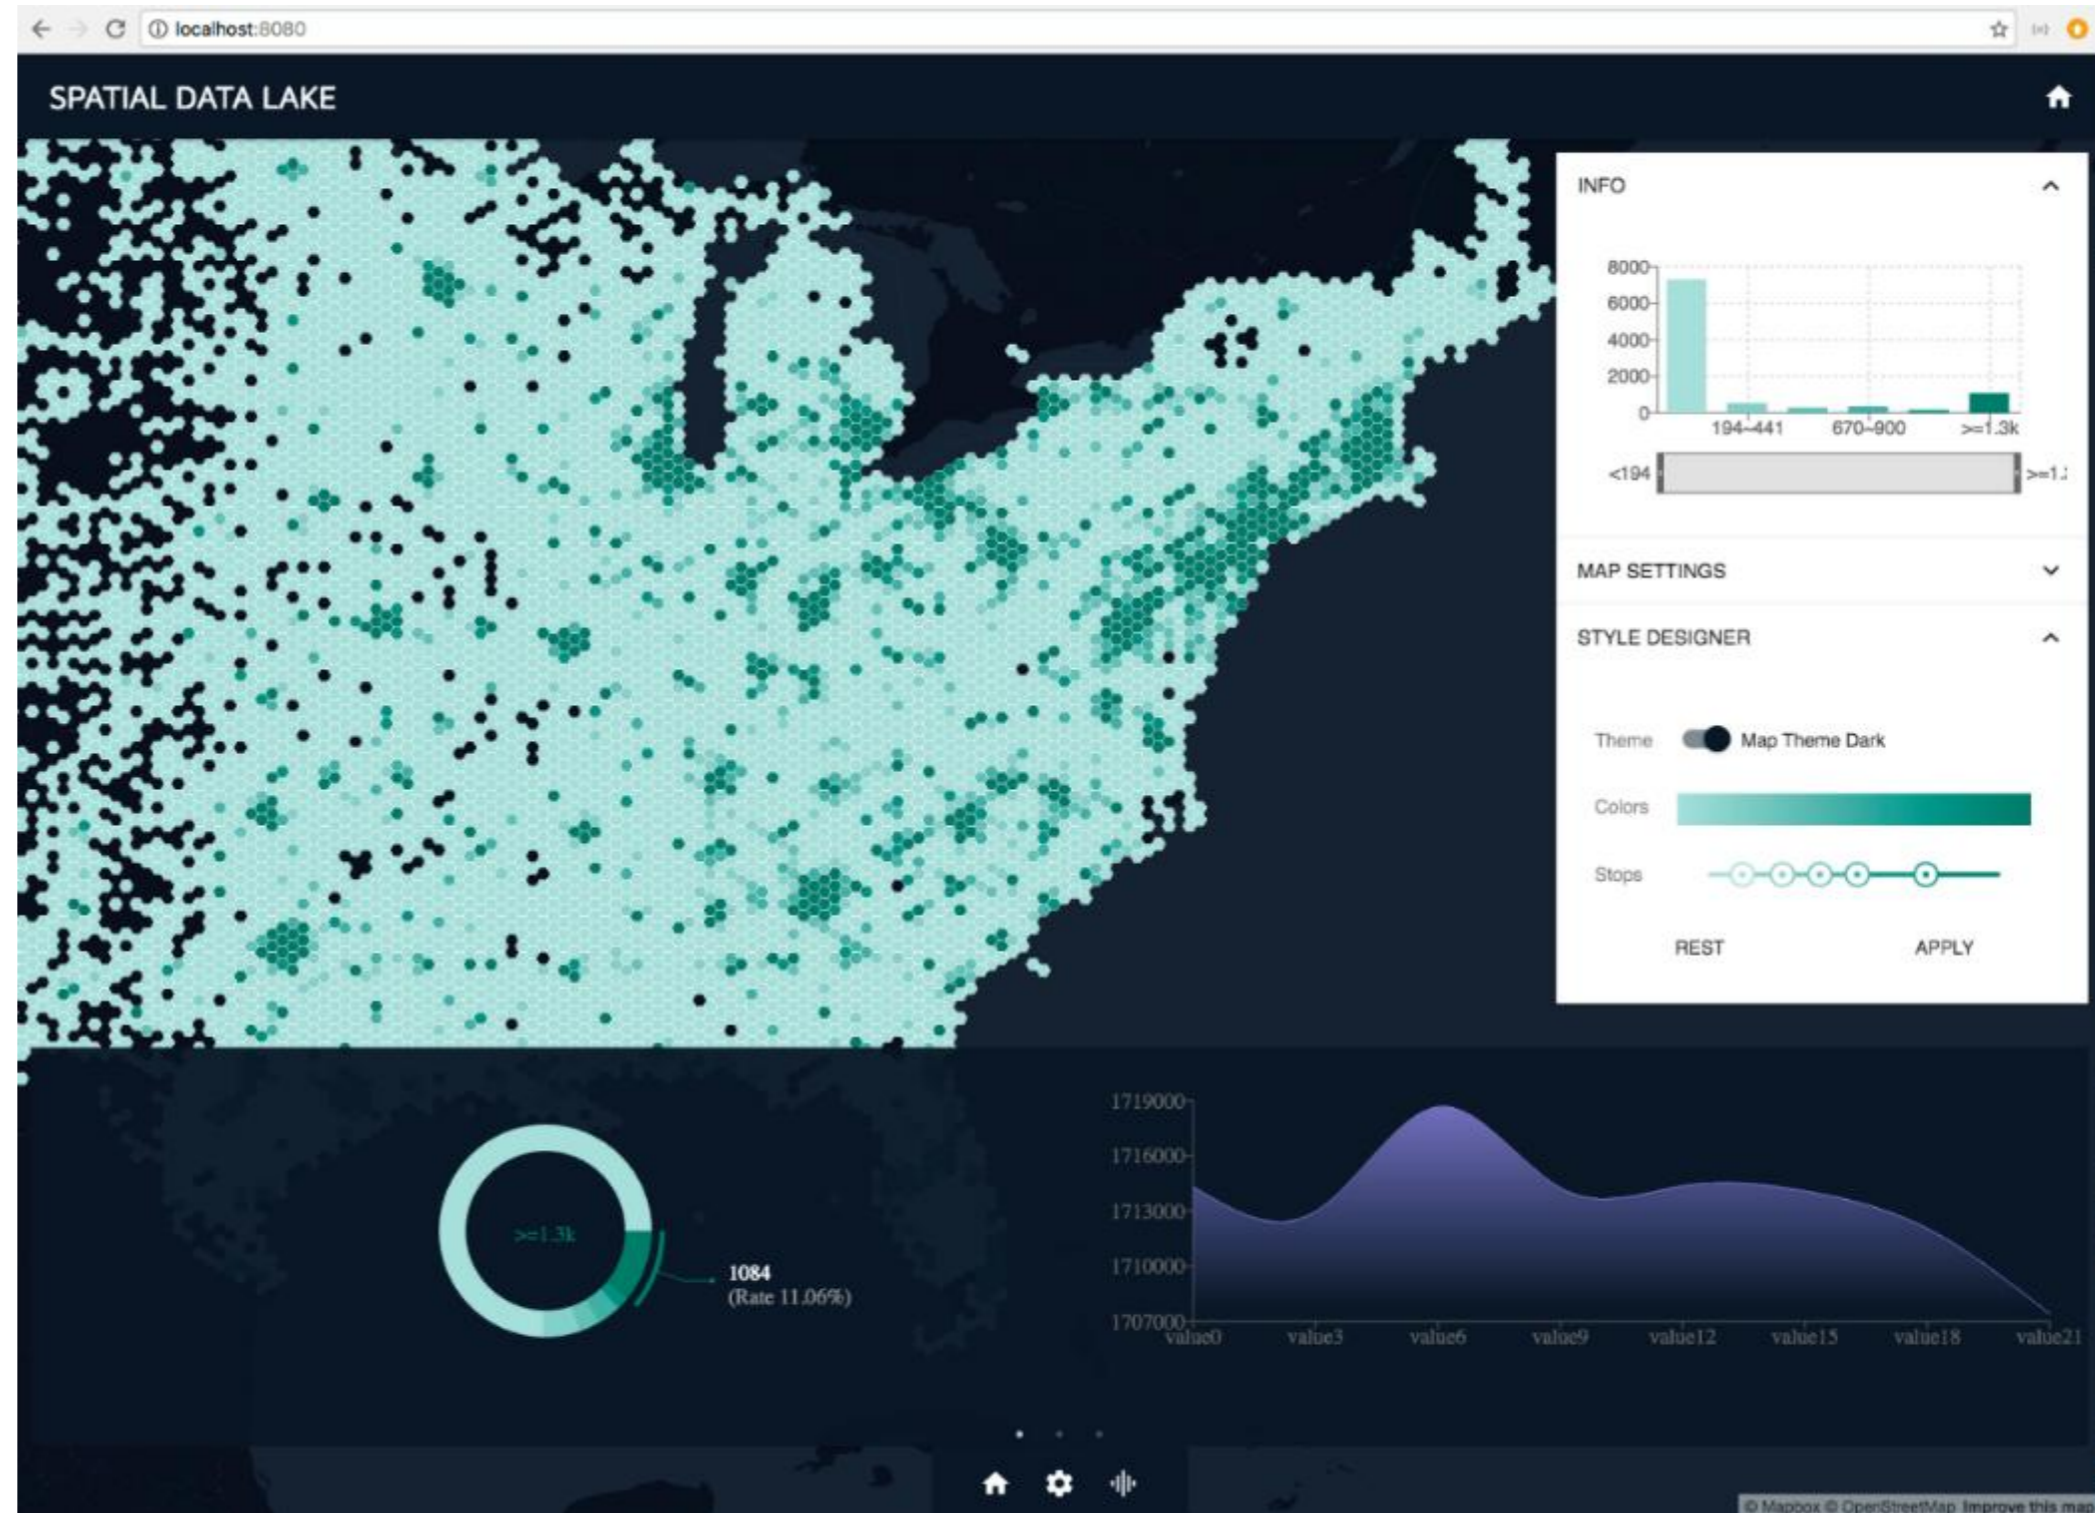 localhost:8080
SPATIAL DATA LAKE
INFO
8000
6000
4000
2000
0
194~441 670~900 >=1.3k
<194 >=1.
MAP SETTINGS
STYLE DESIGNER
Theme Map Theme Dark
Colors
Stops
REST APPLY
>=1.3k
1084
(Rate 11.06%)
1719000
1716000
1713000
1710000
1707000
value0 value3 value6 value9 value12 value15 value18 value21
© Mapbox © OpenStreetMap Improve this map